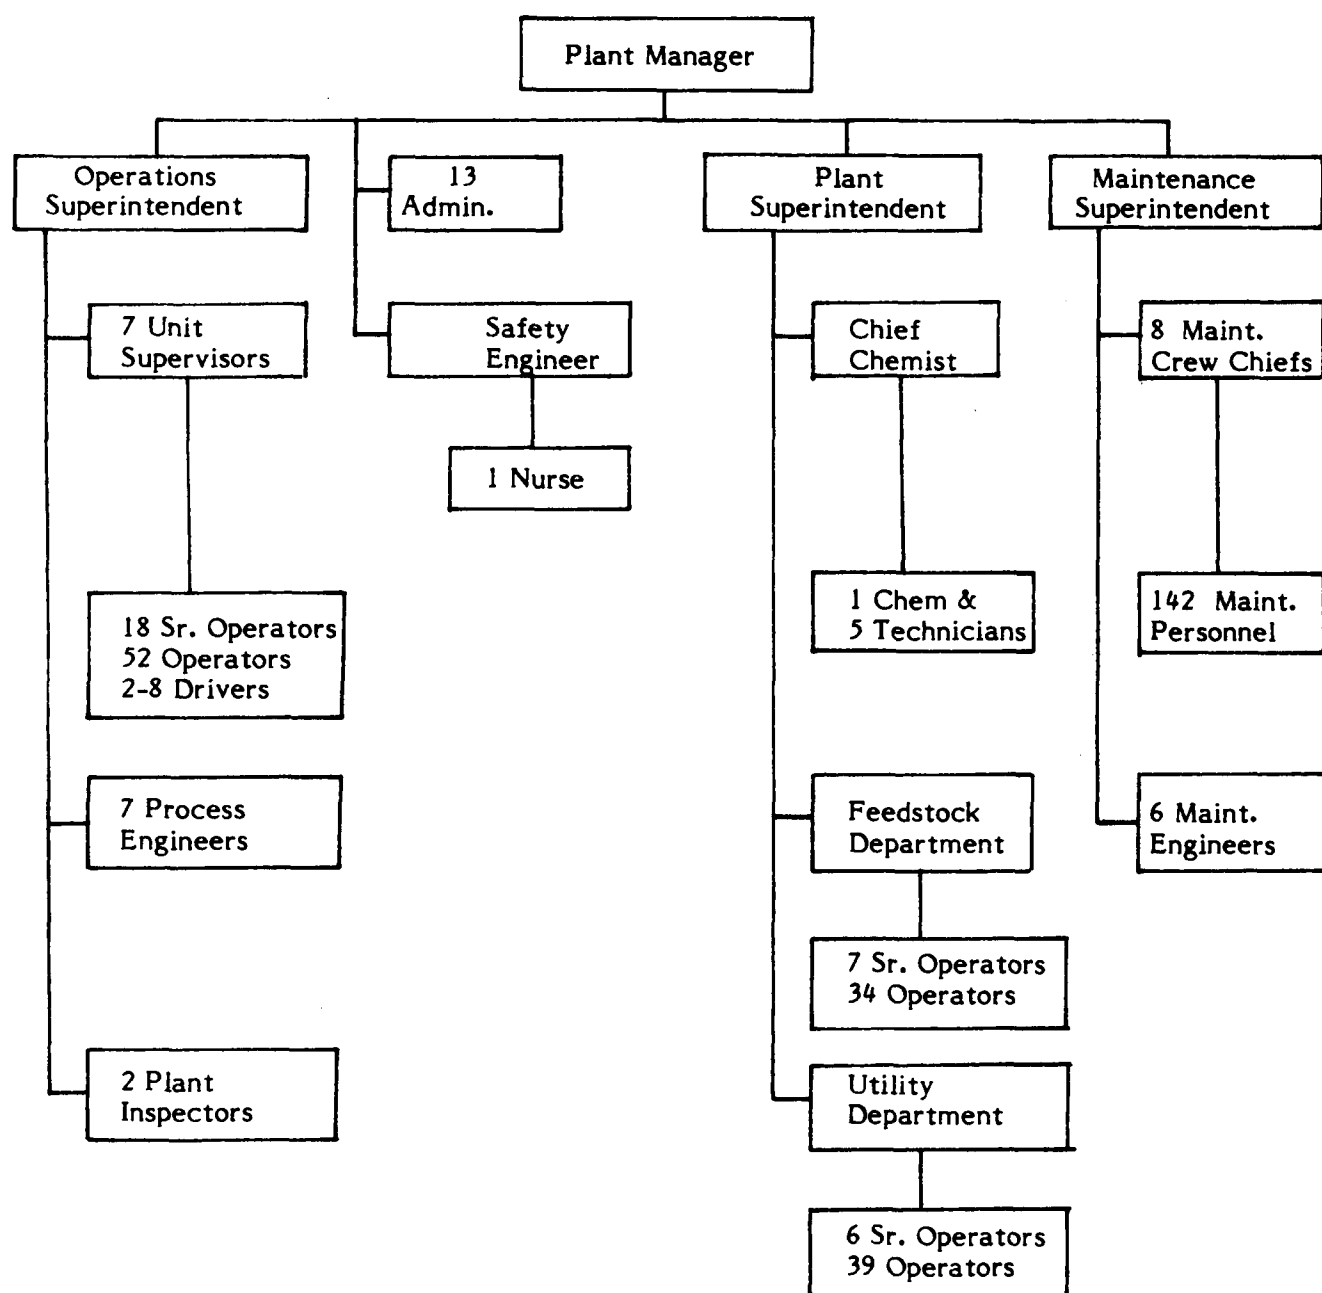 Plant Manager
Operations
Superintendent
13
Admin.
Plant
Superintendent
Maintenance
Superintendent
7 Unit
Supervisors
Safety
Engineer
Chief
Chemist
8 Maint.
Crew Chiefs
1 Nurse
18 Sr. Operators
52 Operators
2-8 Drivers
1 Chem &
5 Technicians
142 Maint.
Personnel
7 Process
Engineers
Feedstock
Department
6 Maint.
Engineers
7 Sr. Operators
34 Operators
2 Plant
Inspectors
Utility
Department
6 Sr. Operators
39 Operators